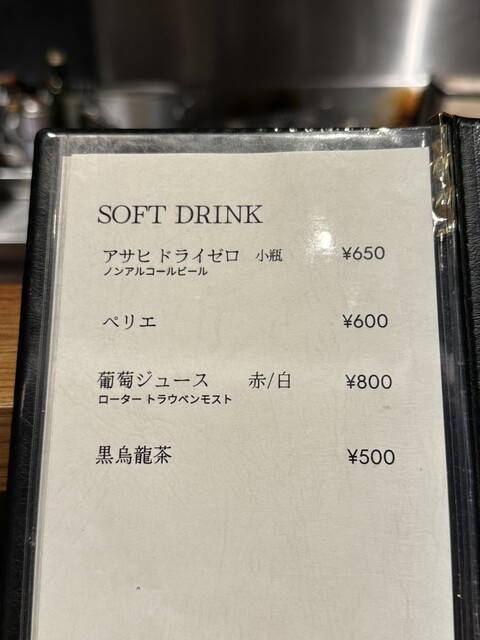 SOFT DRINK
アサヒ ドライゼロ 小瓶 ¥650
ノンアルコールビール
ペリエ ¥600
葡萄ジュース 赤/白 ¥800
ローター トラウベンモスト
黒烏龍茶 ¥500